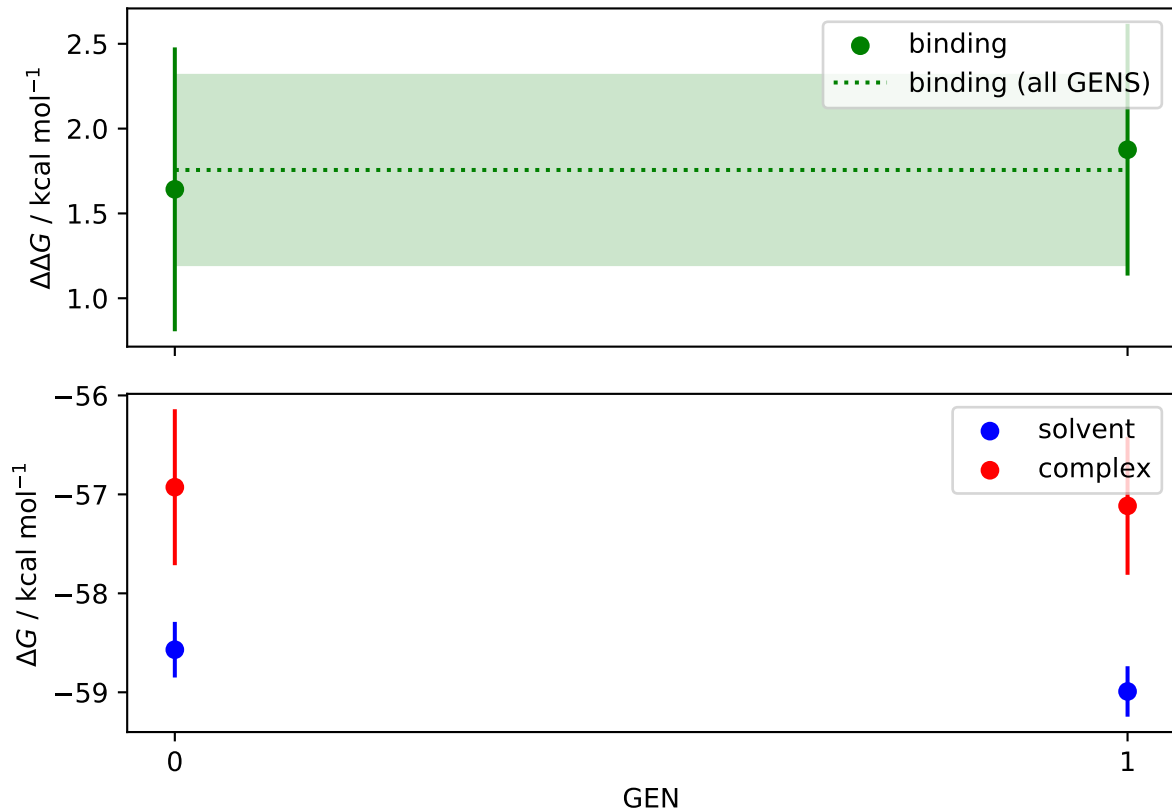 2.5
2.0
1.5
1.0
ΔΔG / kcal mol⁻¹
binding
binding (all GENS)
−56
−57
−58
−59
ΔG / kcal mol⁻¹
solvent
complex
0 1
GEN